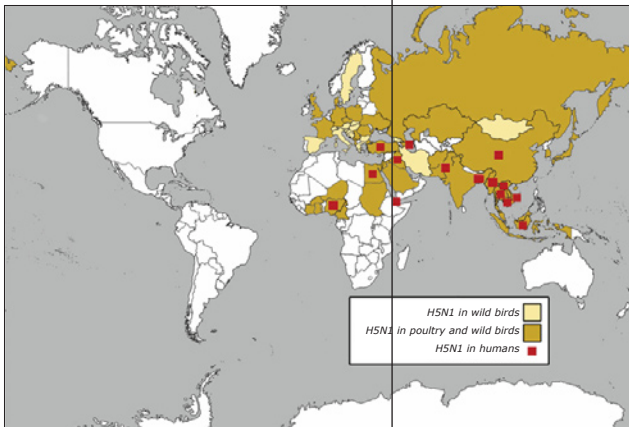 H5N1 in wild birds
H5N1 in poultry and wild birds
H5N1 in humans